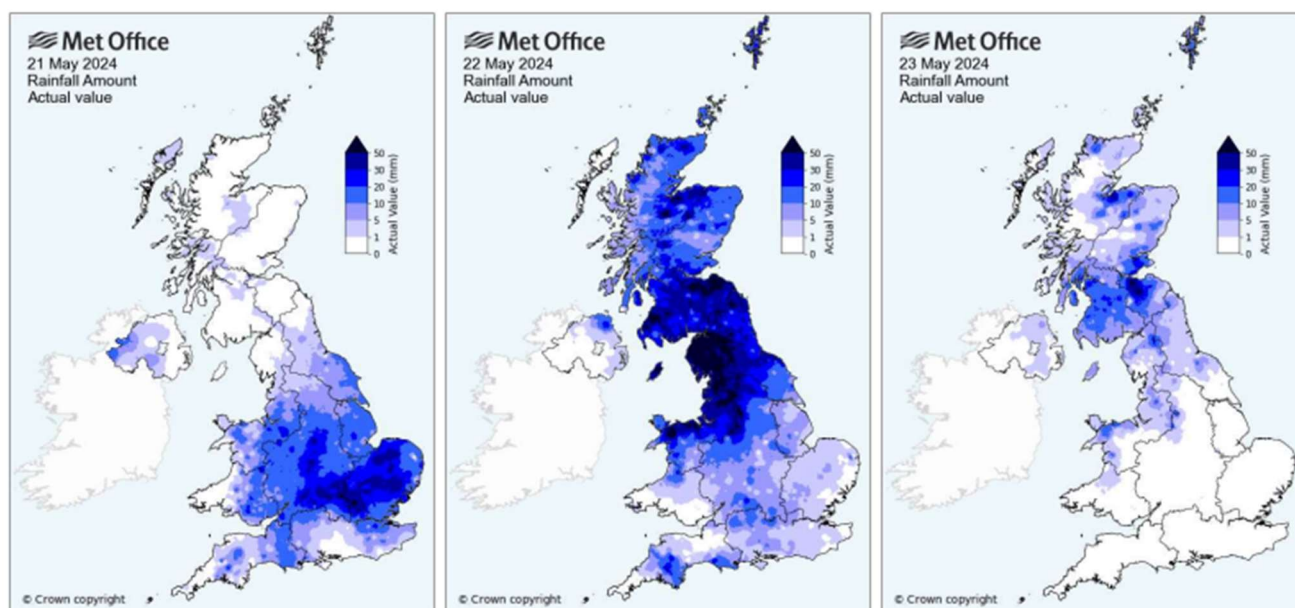 Met Office
21 May 2024
Rainfall Amount
Actual value
50
30
20
10
5
1
0
Actual Value (mm)
© Crown copyright
Met Office
22 May 2024
Rainfall Amount
Actual value
50
30
20
10
5
1
0
Actual Value (mm)
© Crown copyright
Met Office
23 May 2024
Rainfall Amount
Actual value
50
30
20
10
5
1
0
Actual Value (mm)
© Crown copyright